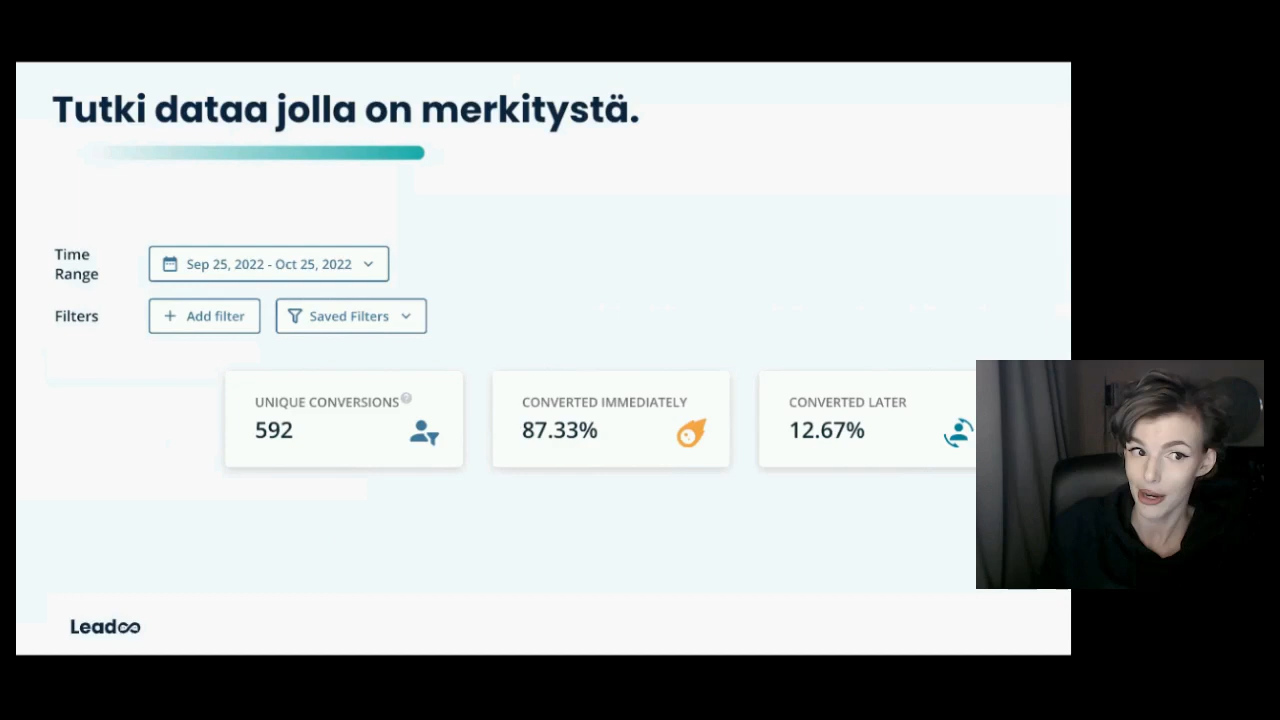 Tutki dataa jolla on merkitystä.
Time
Range
Sep 25, 2022 - Oct 25, 2022
Filters
+ Add filter
Saved Filters
UNIQUE CONVERSIONS ?
592
CONVERTED IMMEDIATELY
87.33%
CONVERTED LATER
12.67%
Leadoo